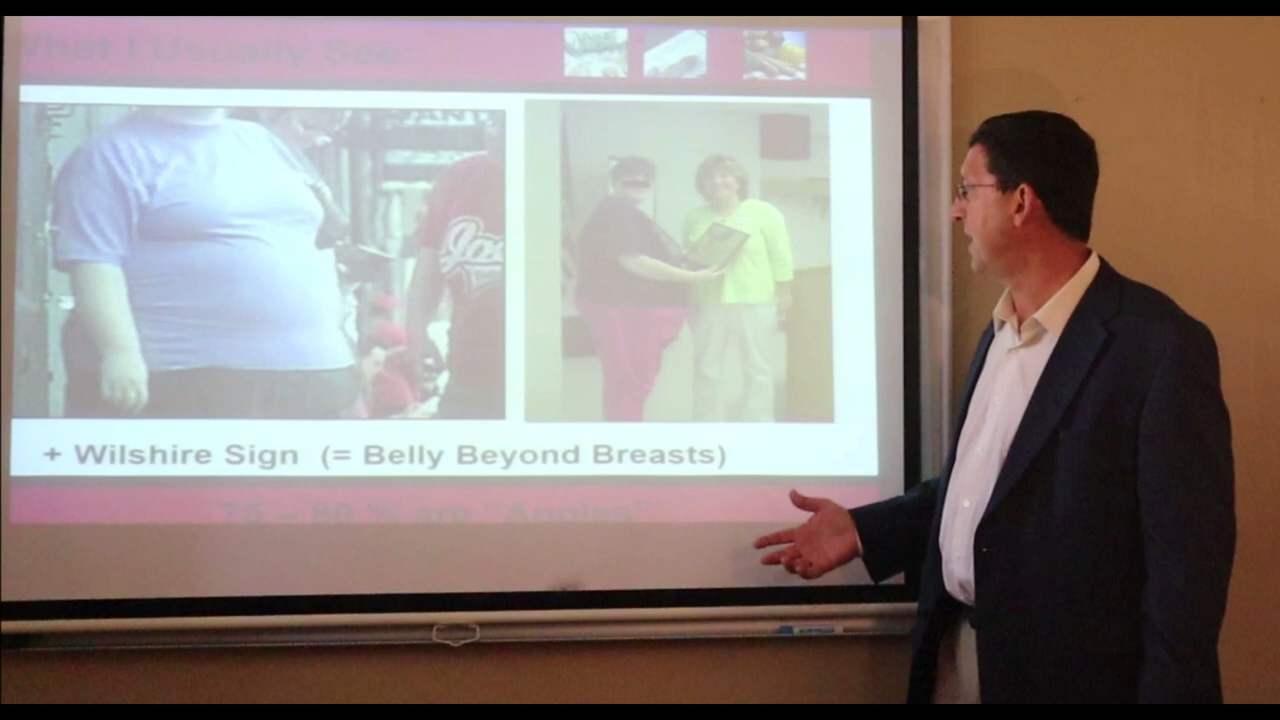 What I Usually See:
+ Wilshire Sign (= Belly Beyond Breasts)
75 – 80 % are "Apples"